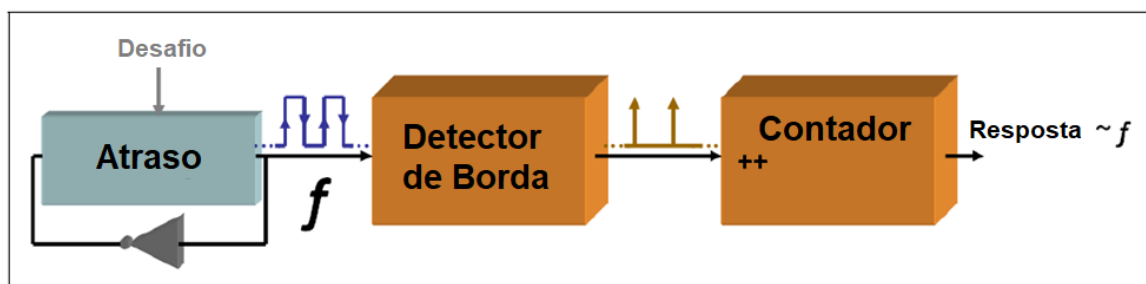 Desafio
Atraso
f
Detector
de Borda
Contador
++
Resposta ~ f